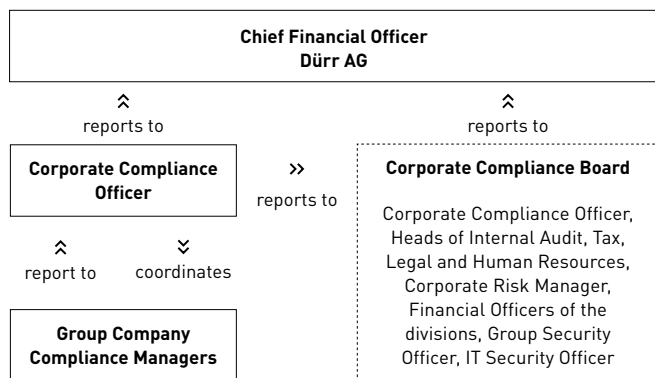 Chief Financial Officer
Dürr AG
reports to
reports to
Corporate Compliance
Officer
reports to
Corporate Compliance Board
Corporate Compliance Officer,
Heads of Internal Audit, Tax,
Legal and Human Resources,
Corporate Risk Manager,
Financial Officers of the
divisions, Group Security
Officer, IT Security Officer
report to
coordinates
Group Company
Compliance Managers